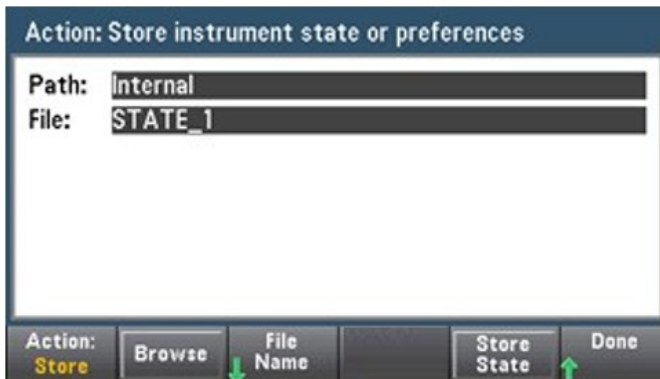 Action: Store instrument state or preferences
Path: Internal
File: STATE_1
Action:
Store
Browse
File
Name
Store
State
Done